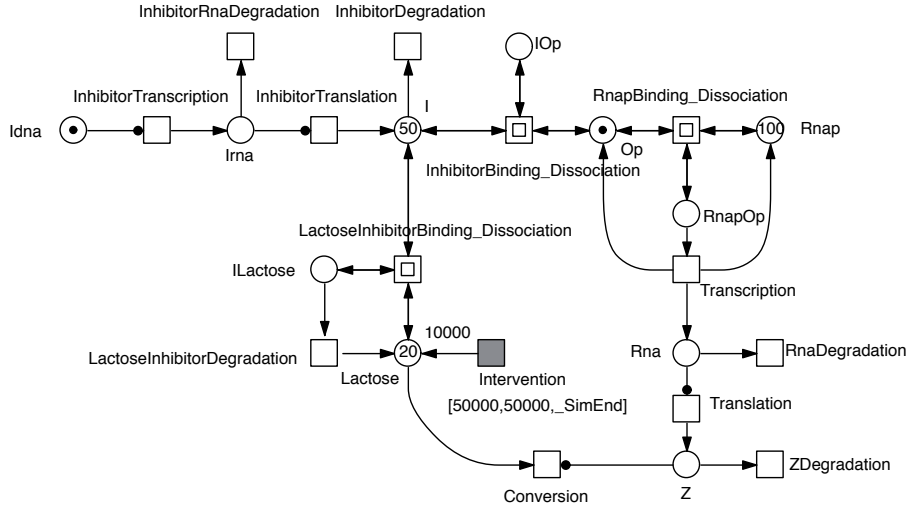 InhibitorRnaDegradation
InhibitorDegradation
IOp
InhibitorTranscription
InhibitorTranslation
I
RnapBinding_Dissociation
Idna
50
100
Rnap
Irna
Op
InhibitorBinding_Dissociation
RnapOp
LactoseInhibitorBinding_Dissociation
ILactose
Transcription
10000
LactoseInhibitorDegradation
20
Rna
RnaDegradation
Lactose
Intervention
[50000,50000,_SimEnd]
Translation
ZDegradation
Conversion
Z